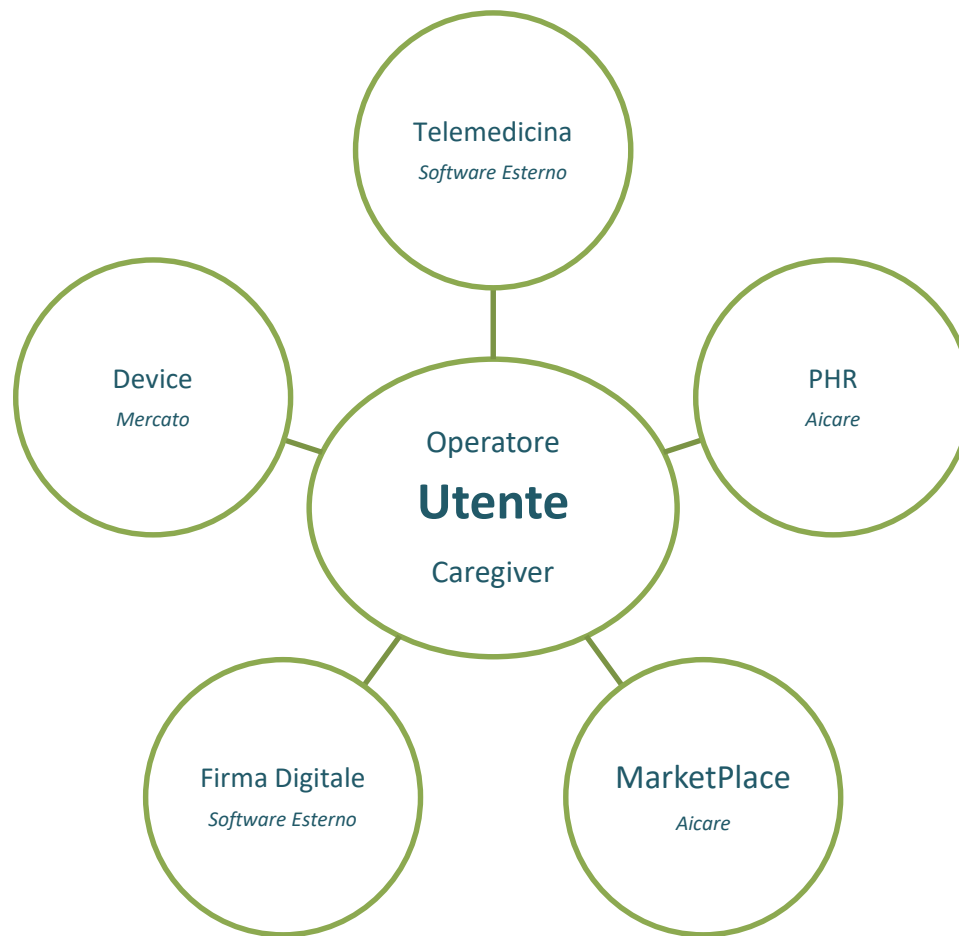 Telemedicina
Software Esterno
Device
Mercato
PHR
Aicare
Operatore
Utente
Caregiver
Firma Digitale
Software Esterno
MarketPlace
Aicare